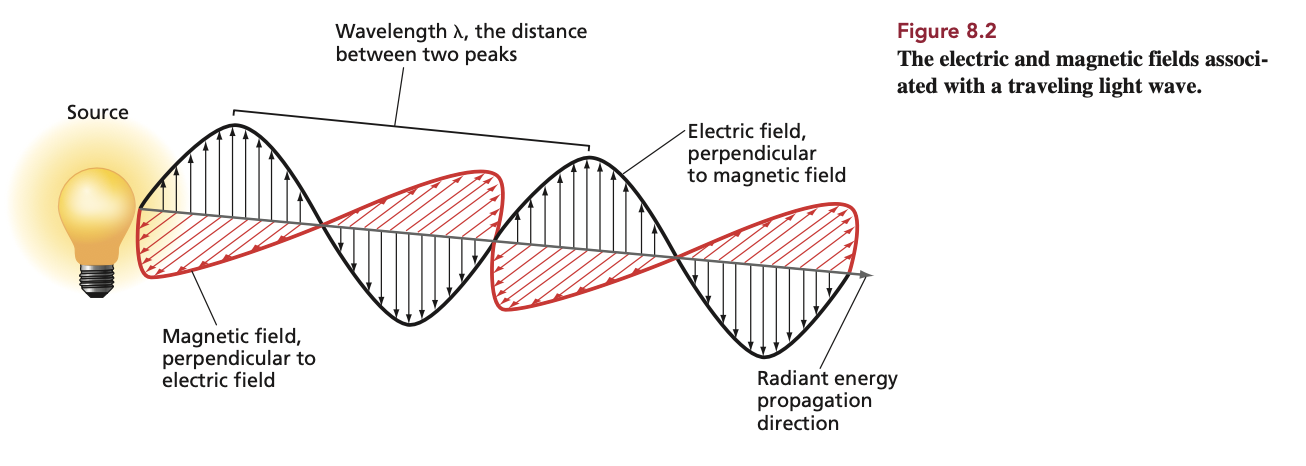 Wavelength λ, the distance
between two peaks
Figure 8.2
The electric and magnetic fields associ-
ated with a traveling light wave.
Source
Electric field,
perpendicular
to magnetic field
Magnetic field,
perpendicular to
electric field
Radiant energy
propagation
direction